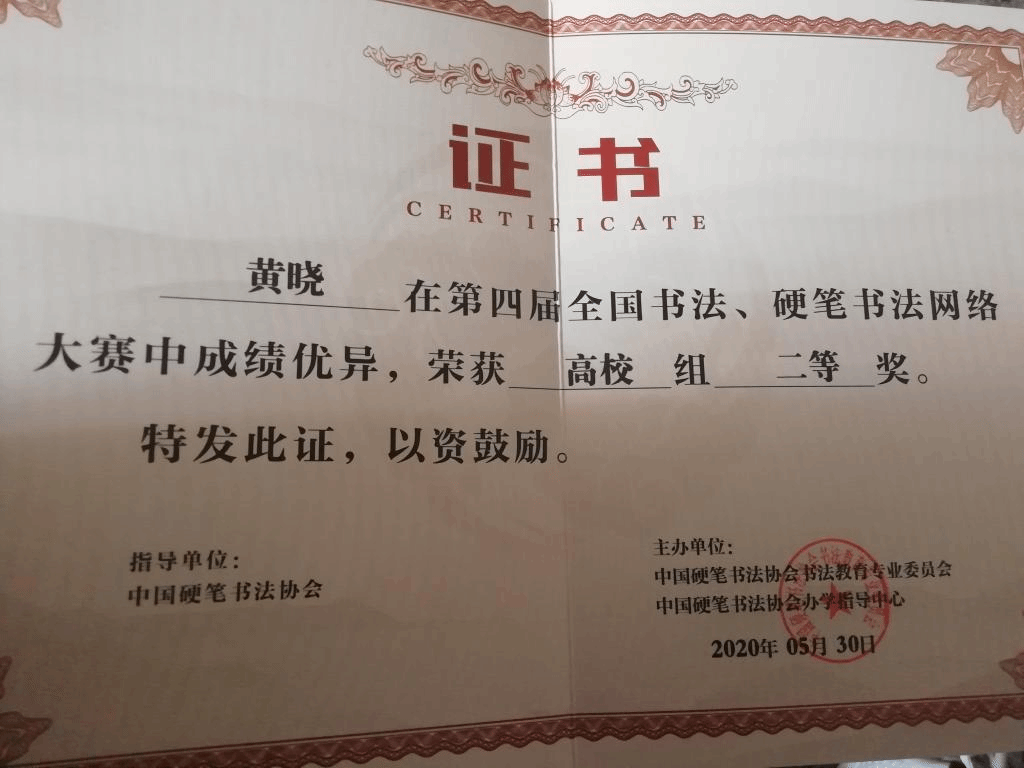 证书
CERTIFICATE
黄晓 在第四届全国书法、硬笔书法网络
大赛中成绩优异，荣获 高校 组 二等 奖。
特发此证，以资鼓励。
指导单位：
中国硬笔书法协会
主办单位：
中国硬笔书法协会书法教育专业委员会
中国硬笔书法协会办学指导中心
2020年 05月 30日